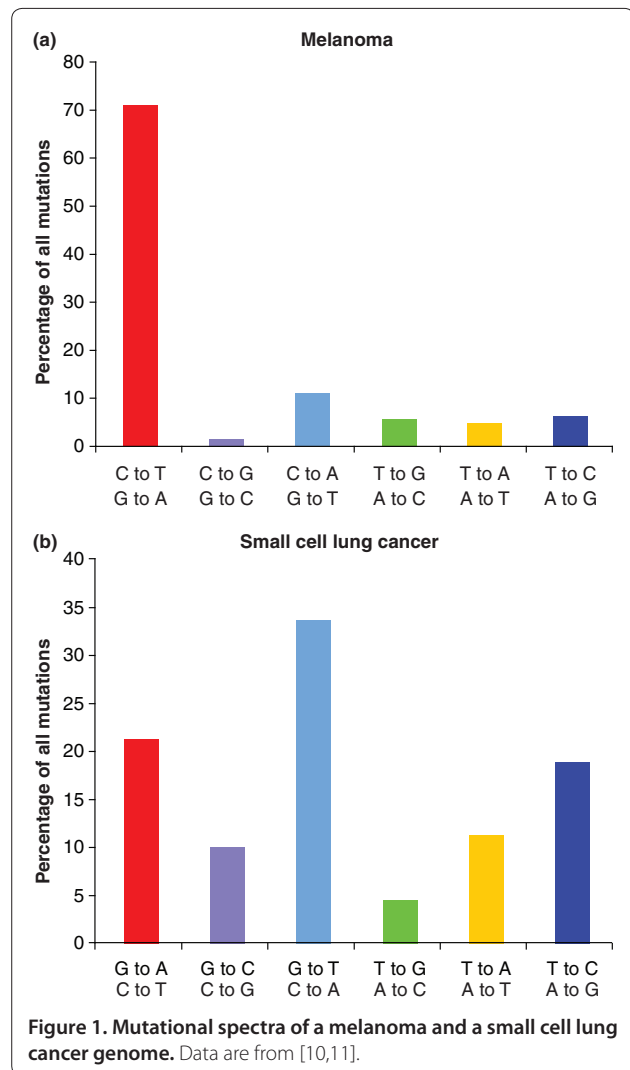 (a) Melanoma
Percentage of all mutations
80
70
60
50
40
30
20
10
0
C to T C to G C to A T to G T to A T to C
G to A G to C G to T A to C A to T A to G
(b) Small cell lung cancer
Percentage of all mutations
40
35
30
25
20
15
10
5
0
G to A G to C G to T T to G T to A T to C
C to T C to G C to A A to C A to T A to G
Figure 1. Mutational spectra of a melanoma and a small cell lung
cancer genome. Data are from [10,11].